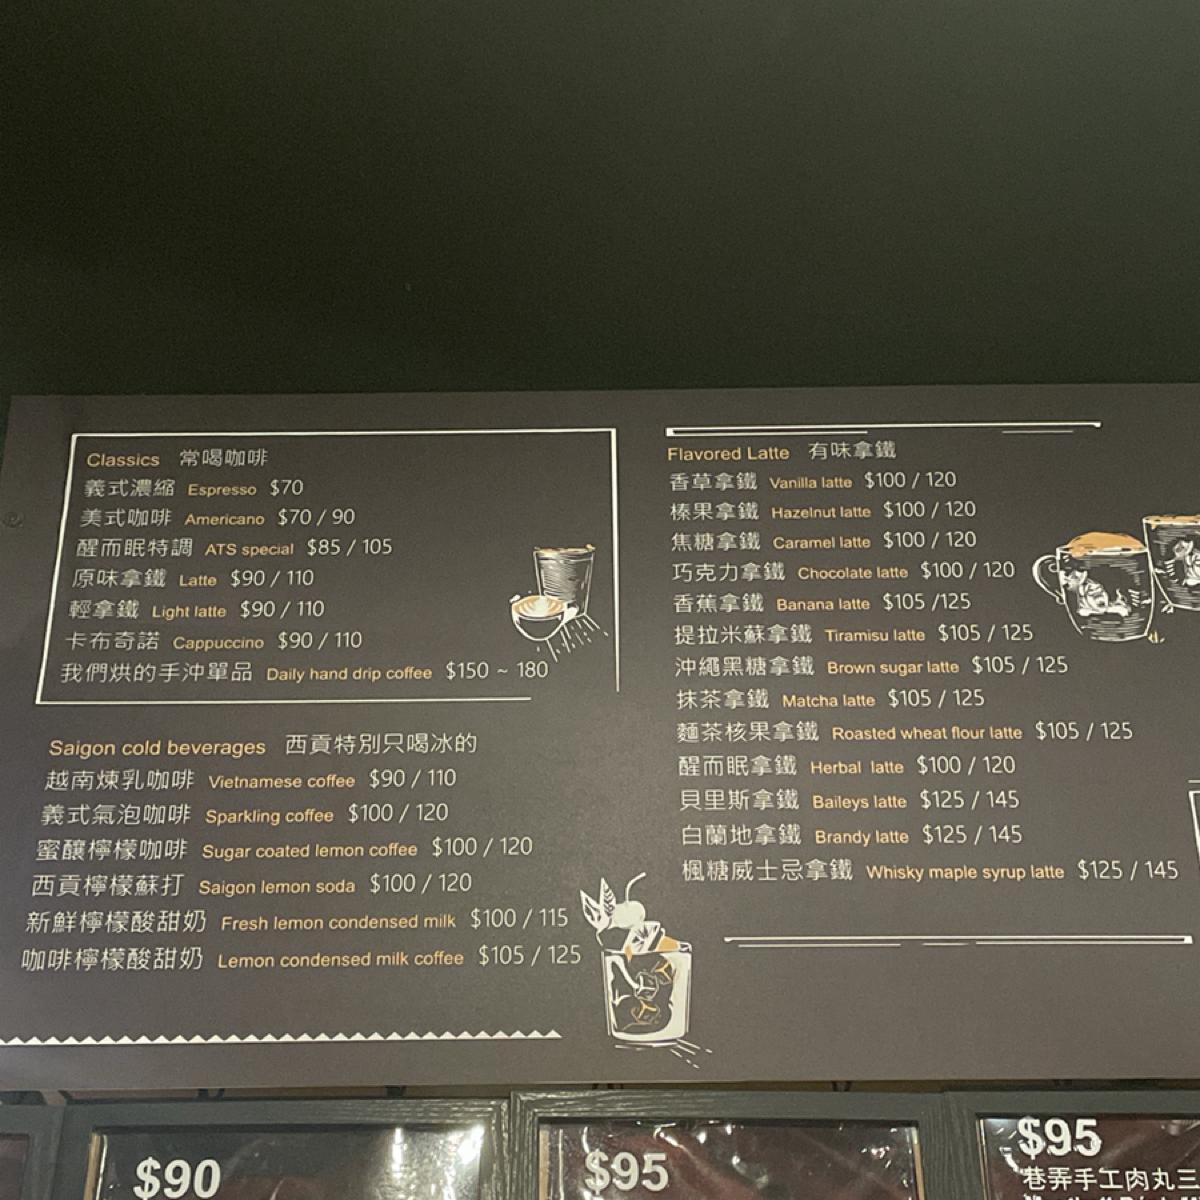 Classics 常喝咖啡
義式濃縮 Espresso $70
美式咖啡 Americano $70 / 90
醒而眠特調 ATS special $85 / 105
原味拿鐵 Latte $90 / 110
輕拿鐵 Light latte $90 / 110
卡布奇諾 Cappuccino $90 / 110
我們烘的手沖單品 Daily hand drip coffee $150 ~ 180
Saigon cold beverages 西貢特別只喝冰的
越南煉乳咖啡 Vietnamese coffee $90 / 110
義式氣泡咖啡 Sparkling coffee $100 / 120
蜜釀檸檬咖啡 Sugar coated lemon coffee $100 / 120
西貢檸檬蘇打 Saigon lemon soda $100 / 120
新鮮檸檬酸甜奶 Fresh lemon condensed milk $100 / 115
咖啡檸檬酸甜奶 Lemon condensed milk coffee $105 / 125
Flavored Latte 有味拿鐵
香草拿鐵 Vanilla latte $100 / 120
榛果拿鐵 Hazelnut latte $100 / 120
焦糖拿鐵 Caramel latte $100 / 120
巧克力拿鐵 Chocolate latte $100 / 120
香蕉拿鐵 Banana latte $105 /125
提拉米蘇拿鐵 Tiramisu latte $105 / 125
沖繩黑糖拿鐵 Brown sugar latte $105 / 125
抹茶拿鐵 Matcha latte $105 / 125
麵茶核果拿鐵 Roasted wheat flour latte $105 / 125
醒而眠拿鐵 Herbal latte $100 / 120
貝里斯拿鐵 Baileys latte $125 / 145
白蘭地拿鐵 Brandy latte $125 / 145
楓糖威士忌拿鐵 Whisky maple syrup latte $125 / 145
$90
$95
$95
巷弄手工肉丸三